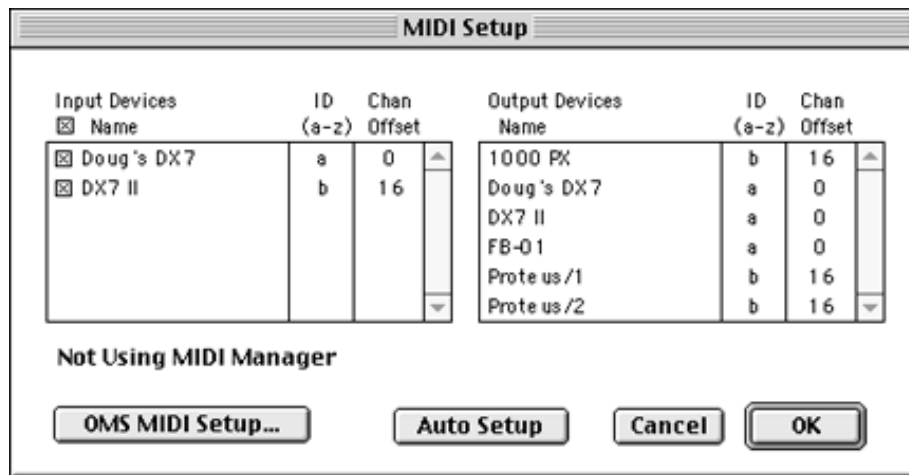 MIDI Setup
Input Devices ID Chan
Name (a-z) Offset
Doug's DX7 a 0
DX7 II b 16
Output Devices ID Chan
Name (a-z) Offset
1000 PX b 16
Doug's DX7 a 0
DX7 II a 0
FB-01 a 0
Proteus/1 b 16
Proteus/2 b 16
Not Using MIDI Manager
OMS MIDI Setup...
Auto Setup
Cancel
OK